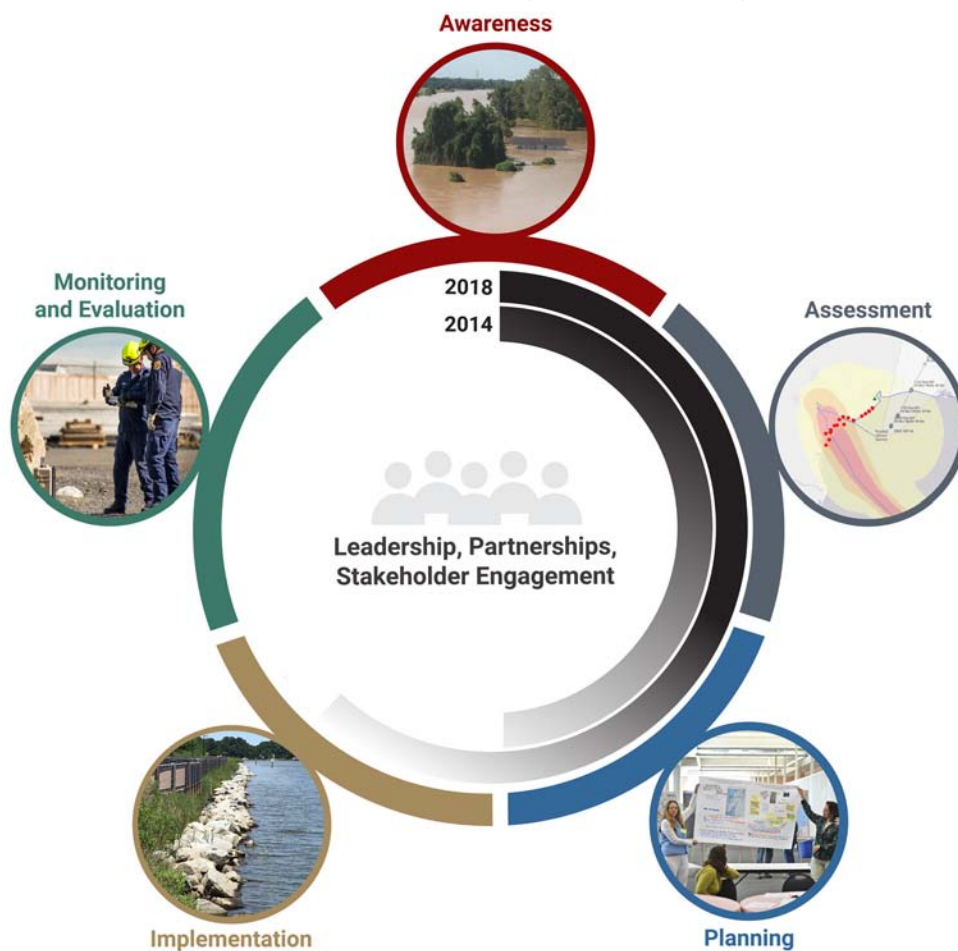 Awareness
Monitoring
and Evaluation
2018
2014
Assessment
Leadership, Partnerships,
Stakeholder Engagement
Implementation
Planning